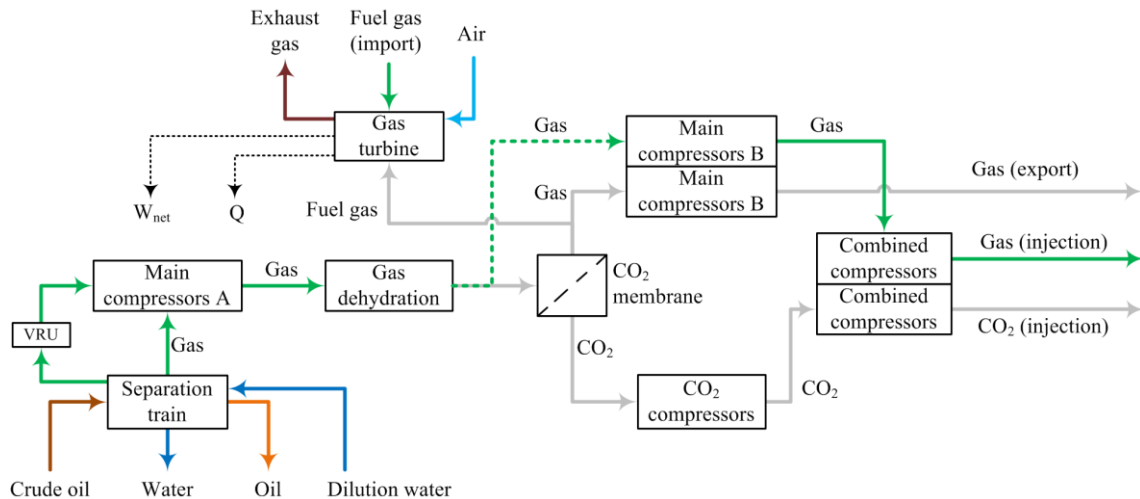 Exhaust
gas
Fuel gas
(import)
Air
Gas
turbine
Gas
Main
compressors B
Gas
Gas
Main
compressors B
Gas (export)
W_net
Q
Fuel gas
Main
compressors A
Gas
Gas
dehydration
CO₂
membrane
Combined
compressors
Gas (injection)
Combined
compressors
CO₂ (injection)
VRU
Gas
CO₂
Separation
train
CO₂
compressors
CO₂
Crude oil
Water
Oil
Dilution water